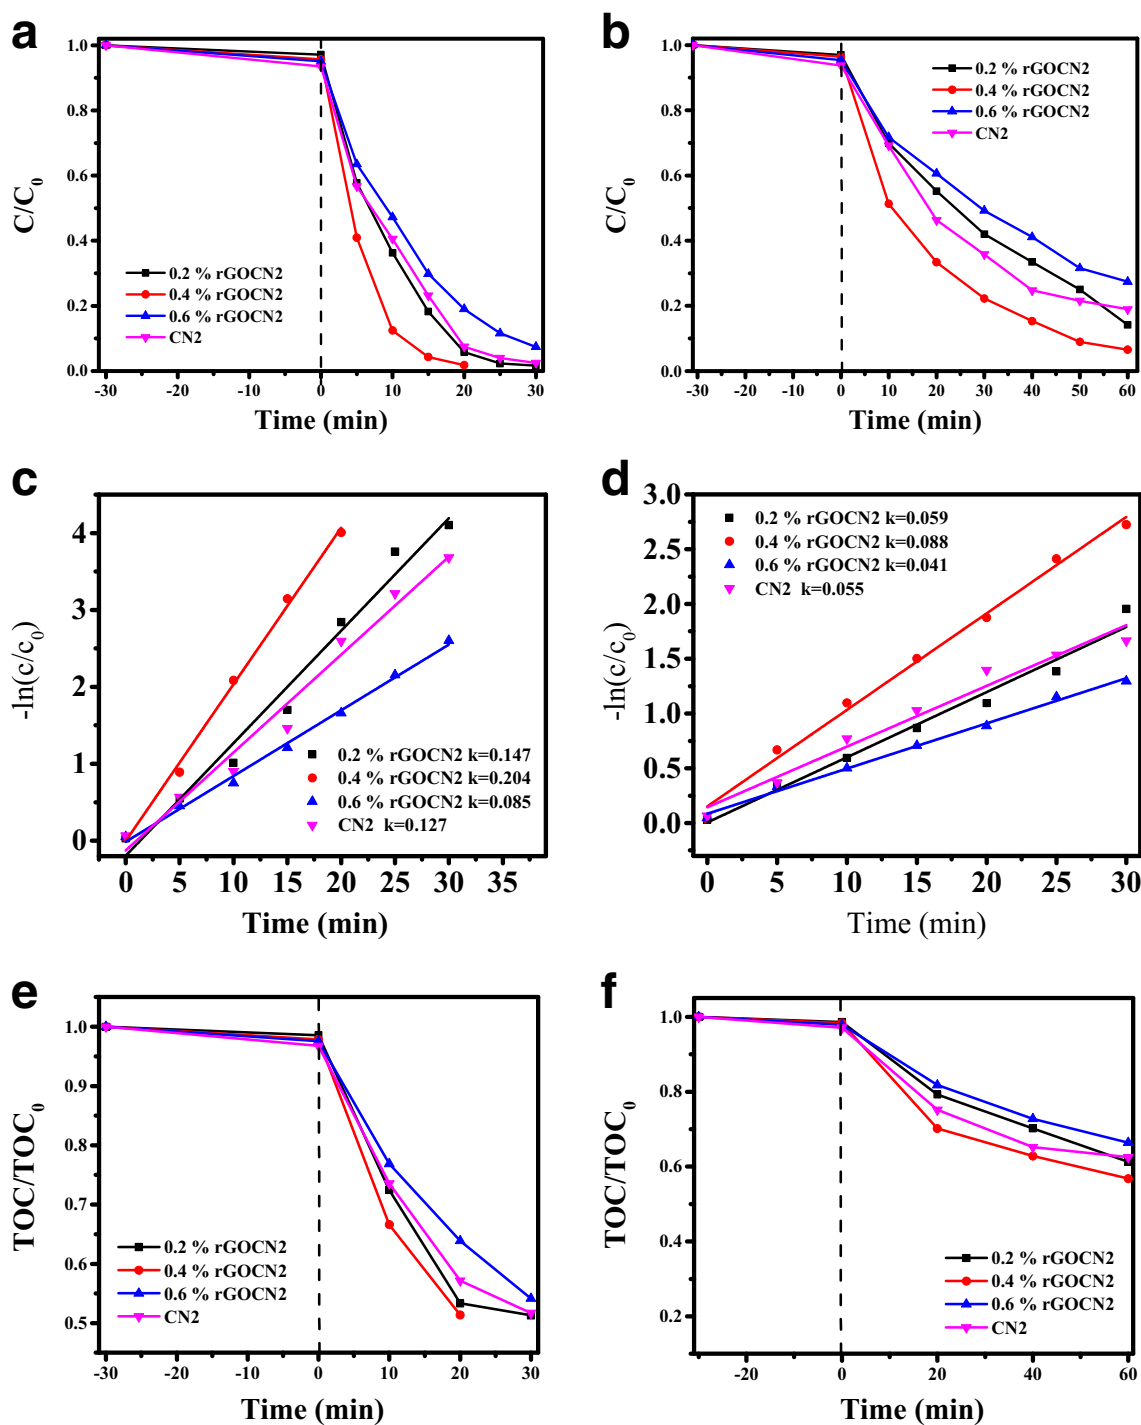 a
C/C0
1.0
0.8
0.6
0.4
0.2
0.0
0.2 % rGOCN2
0.4 % rGOCN2
0.6 % rGOCN2
CN2
-30 -20 -10 0 10 20 30
Time (min)
b
C/C0
1.0
0.8
0.6
0.4
0.2
0.0
0.2 % rGOCN2
0.4 % rGOCN2
0.6 % rGOCN2
CN2
-30 -20 -10 0 10 20 30 40 50 60
Time (min)
c
-ln(c/c0)
4
3
2
1
0
0.2 % rGOCN2 k=0.147
0.4 % rGOCN2 k=0.204
0.6 % rGOCN2 k=0.085
CN2 k=0.127
0 5 10 15 20 25 30 35
Time (min)
d
-ln(c/c0)
3.0
2.5
2.0
1.5
1.0
0.5
0.0
0.2 % rGOCN2 k=0.059
0.4 % rGOCN2 k=0.088
0.6 % rGOCN2 k=0.041
CN2 k=0.055
0 5 10 15 20 25 30
Time (min)
e
TOC/TOC0
1.0
0.9
0.8
0.7
0.6
0.5
0.2 % rGOCN2
0.4 % rGOCN2
0.6 % rGOCN2
CN2
-30 -20 -10 0 10 20 30
Time (min)
f
TOC/TOC0
1.0
0.8
0.6
0.4
0.2
0.2 % rGOCN2
0.4 % rGOCN2
0.6 % rGOCN2
CN2
-20 0 20 40 60
Time (min)